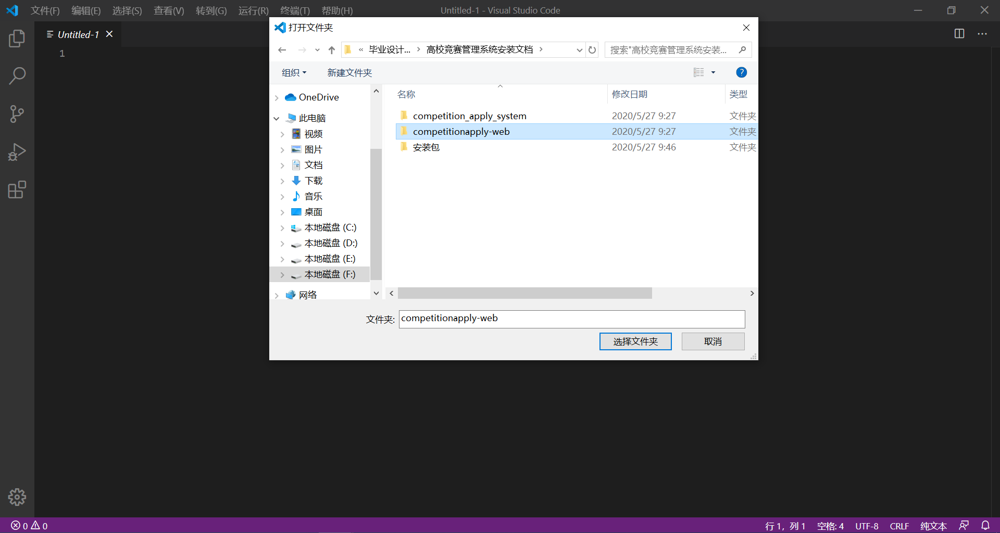 文件(F) 编辑(E) 选择(S) 查看(V) 转到(G) 运行(R) 终端(T) 帮助(H) Untitled-1 - Visual Studio Code
Untitled-1
1
打开文件夹
« 毕业设计... 高校竞赛管理系统安装文档 搜索"高校竞赛管理系统安装...
组织 新建文件夹
名称 修改日期 类型
OneDrive
此电脑
视频
图片
文档
下载
音乐
桌面
本地磁盘 (C:)
本地磁盘 (D:)
本地磁盘 (E:)
本地磁盘 (F:)
网络
competition_apply_system 2020/5/27 9:27 文件夹
competitionapply-web 2020/5/27 9:27 文件夹
安装包 2020/5/27 9:46 文件夹
文件夹: competitionapply-web
选择文件夹 取消
0 0 行 1，列 1 空格: 4 UTF-8 CRLF 纯文本